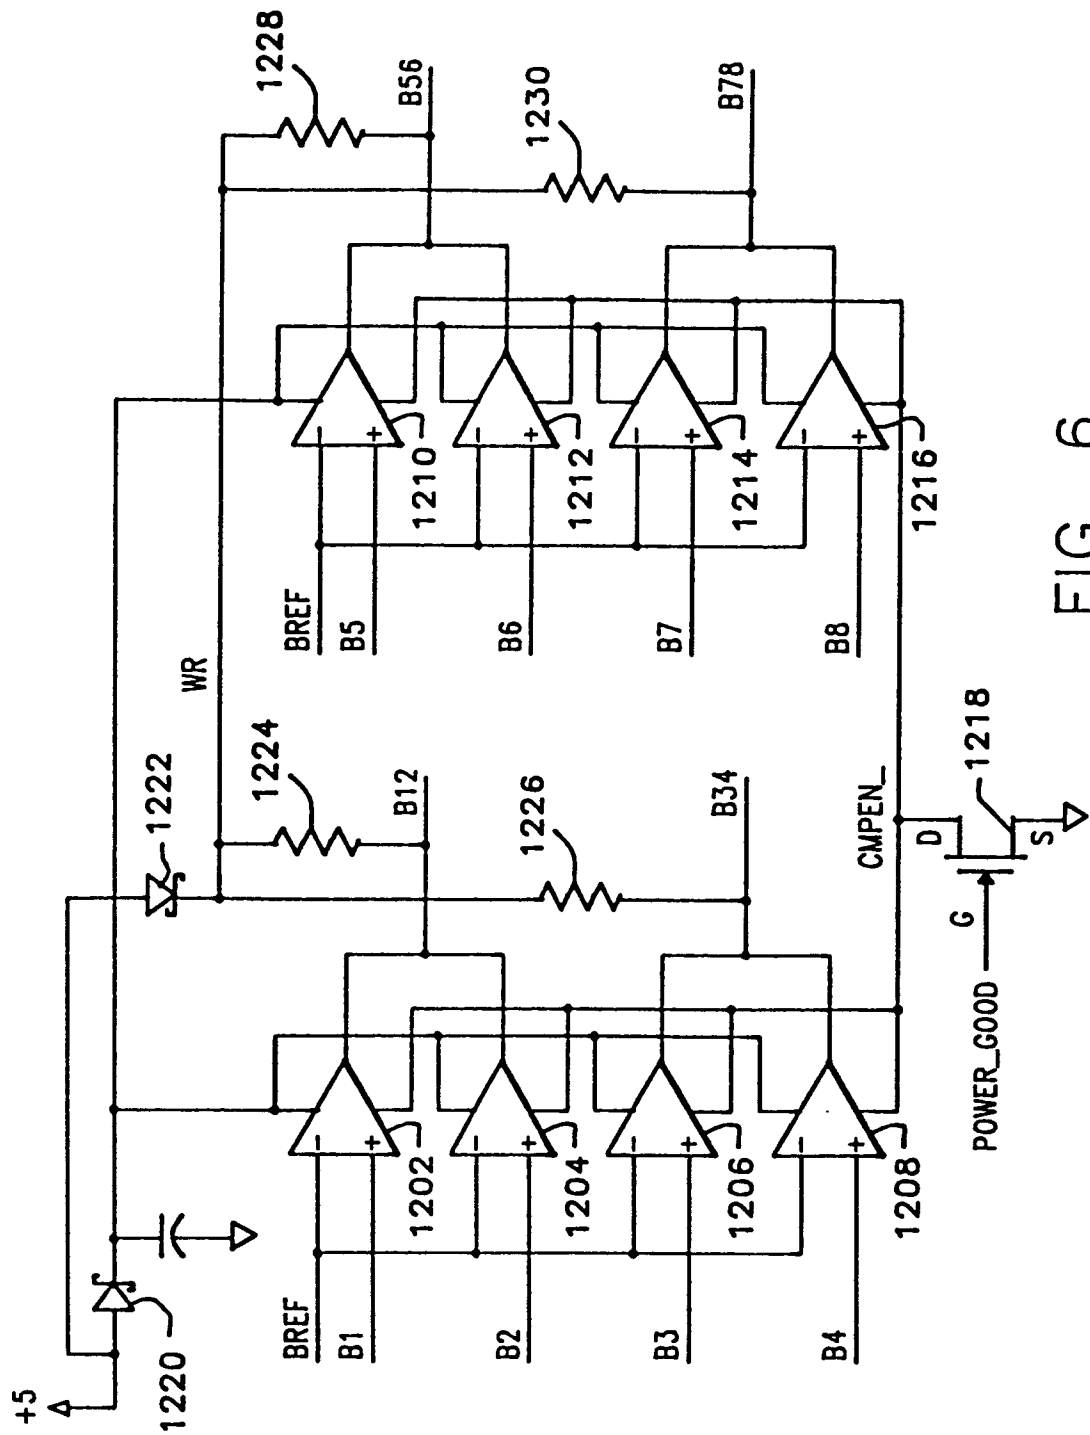 +5
1220
1222
WR
1224
1228
B12
B56
1226
1230
B34
B78
BREF
B1
-
+
1202
B2
-
+
1204
B3
-
+
1206
B4
-
+
1208
BREF
B5
-
+
1210
B6
-
+
1212
B7
-
+
1214
B8
-
+
1216
CMPEN_
POWER_GOOD
G
D
S
1218
FIG 6